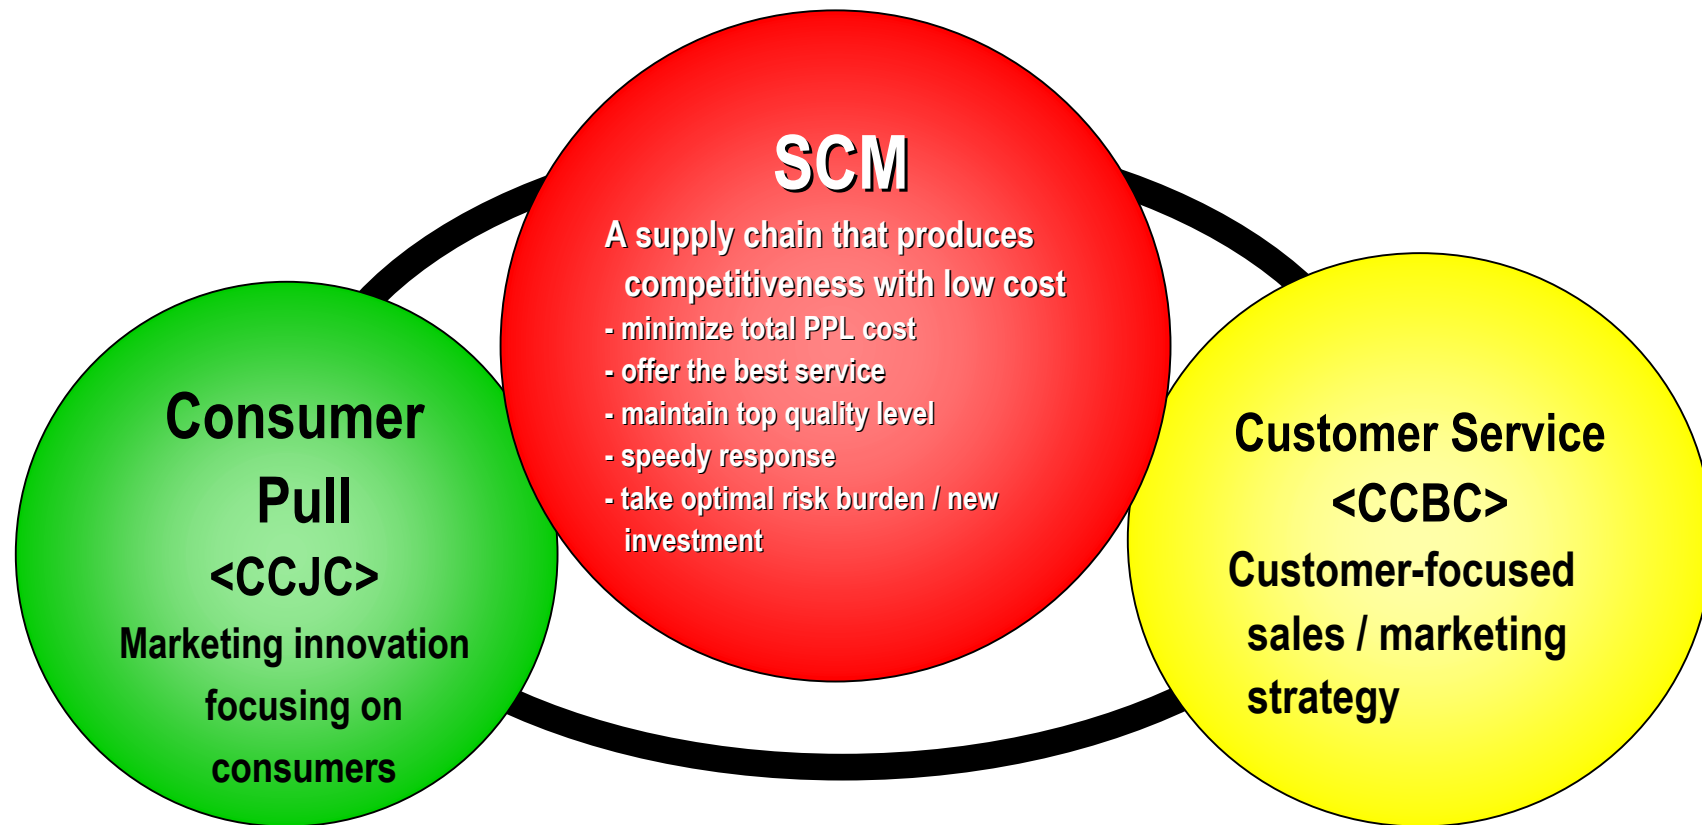 SCM
A supply chain that produces
competitiveness with low cost
- minimize total PPL cost
- offer the best service
- maintain top quality level
- speedy response
- take optimal risk burden / new
investment
Consumer
Pull
<CCJC>
Marketing innovation
focusing on
consumers
Customer Service
<CCBC>
Customer-focused
sales / marketing
strategy